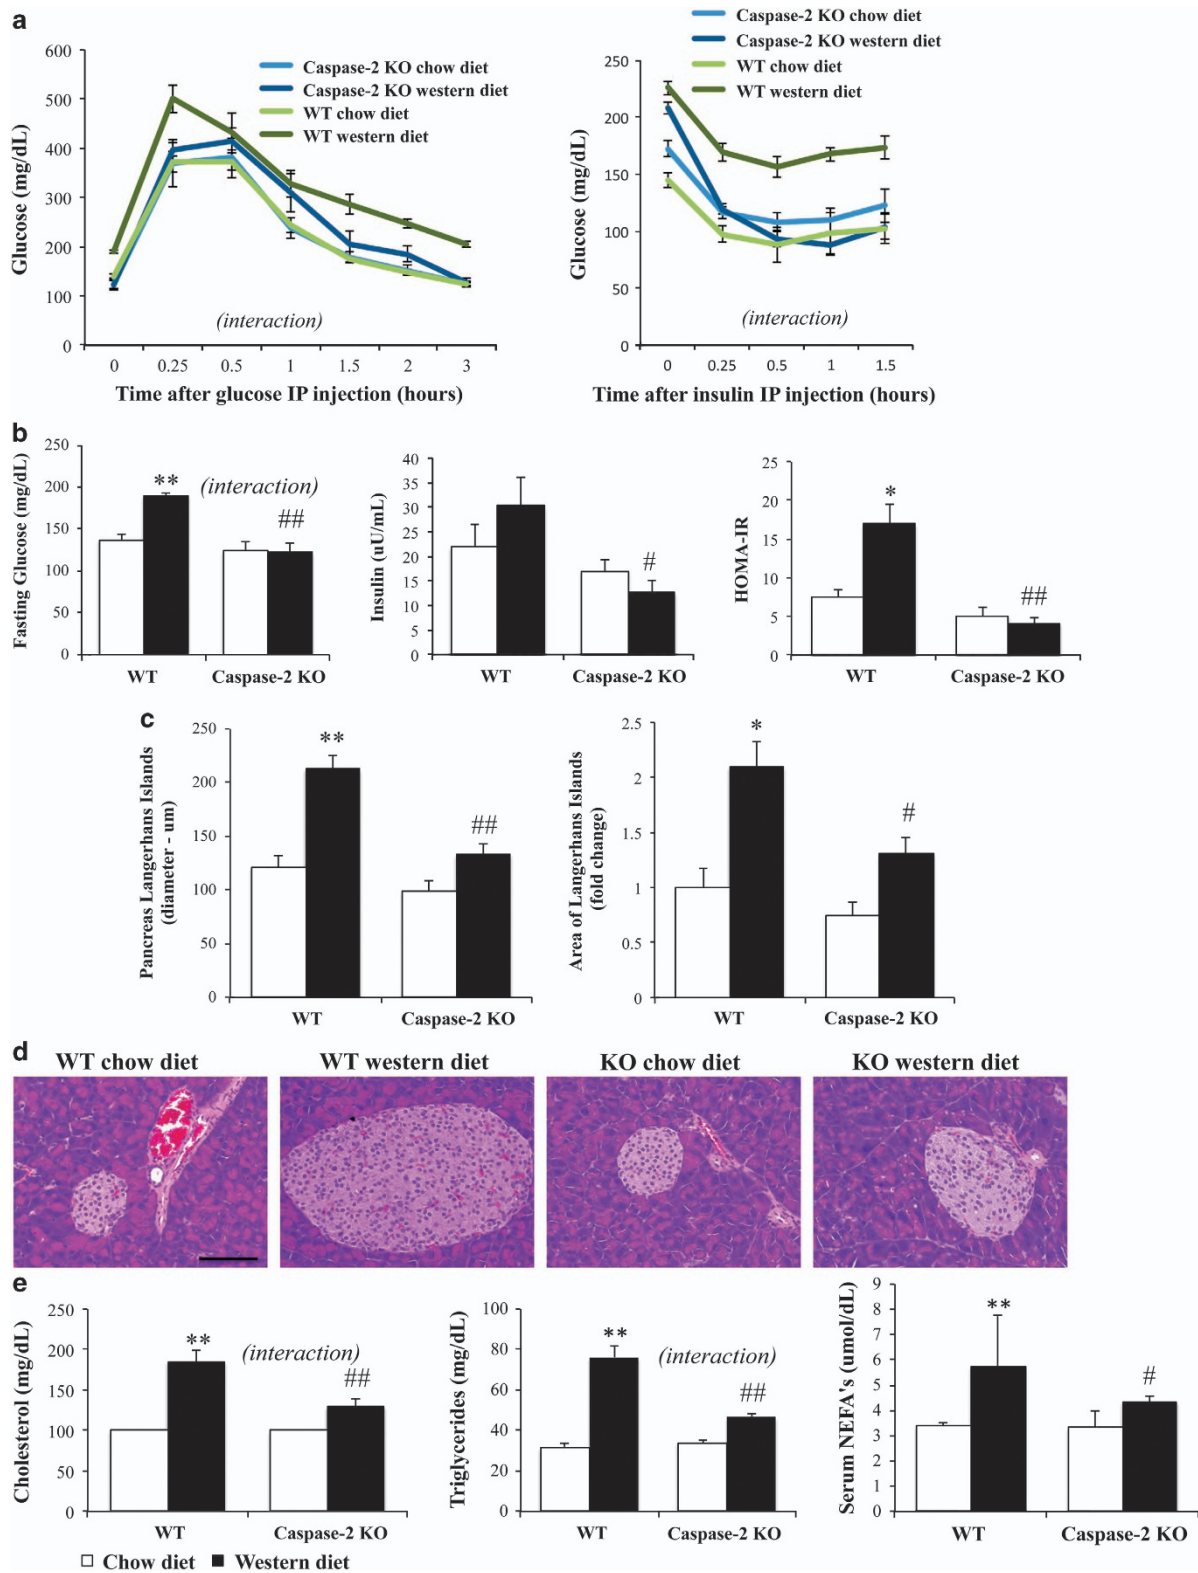 a
Caspase-2 KO chow diet
Caspase-2 KO western diet
WT chow diet
WT western diet
600
500
400
300
200
100
0
Glucose (mg/dL)
(interaction)
0 0.25 0.5 1 1.5 2 3
Time after glucose IP injection (hours)
Caspase-2 KO chow diet
Caspase-2 KO western diet
WT chow diet
WT western diet
250
200
150
100
50
0
Glucose (mg/dL)
(interaction)
0 0.25 0.5 1 1.5
Time after insulin IP injection (hours)
b
250
200
150
100
50
0
Fasting Glucose (mg/dL)
**
(interaction)
##
WT Caspase-2 KO
40
35
30
25
20
15
10
5
0
Insulin (uU/mL)
#
WT Caspase-2 KO
25
20
15
10
5
0
HOMA-IR
*
##
WT Caspase-2 KO
c
250
200
150
100
50
0
Pancreas Langerhans Islands
(diameter - um)
**
##
WT Caspase-2 KO
2.5
2
1.5
1
0.5
0
Area of Langerhans Islands
(fold change)
*
#
WT Caspase-2 KO
d
WT chow diet WT western diet KO chow diet KO western diet
e
250
200
150
100
50
0
Cholesterol (mg/dL)
**
(interaction)
##
WT Caspase-2 KO
100
80
60
40
20
0
Triglycerides (mg/dL)
**
(interaction)
##
WT Caspase-2 KO
9
8
7
6
5
4
3
2
1
0
Serum NEFA's (umol/dL)
**
#
WT Caspase-2 KO
Chow diet Western diet